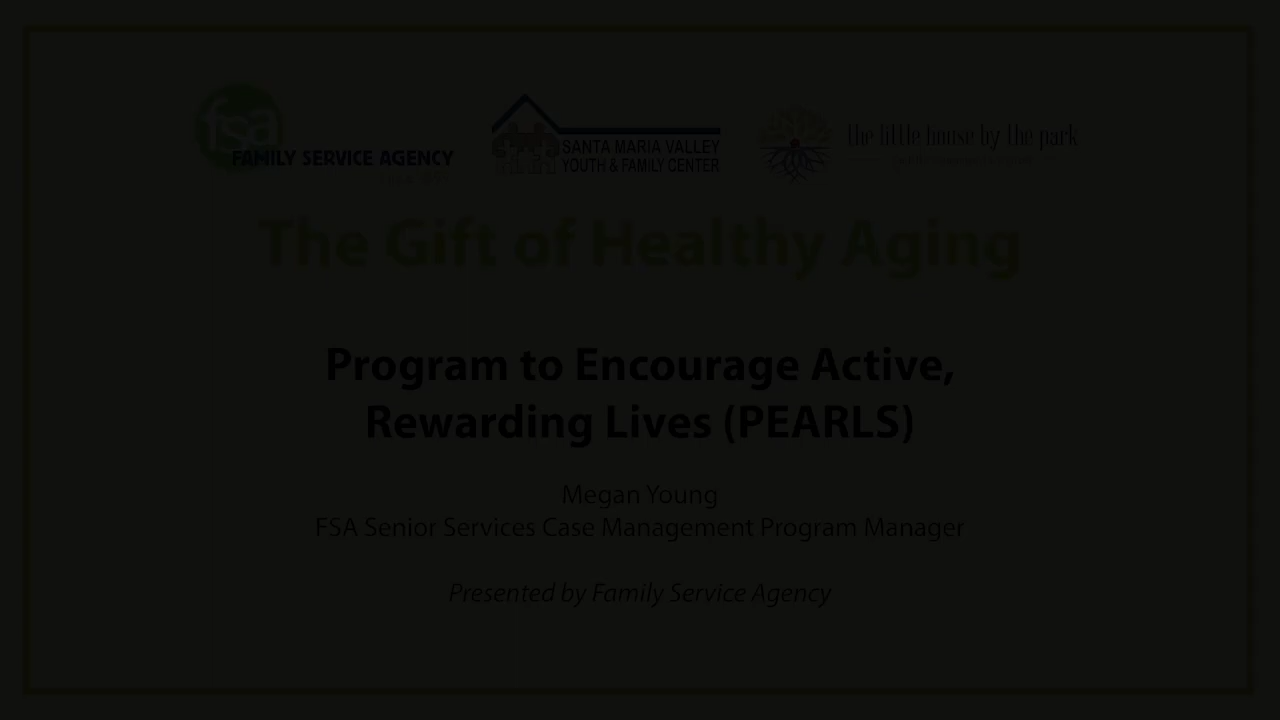 fsa
FAMILY SERVICE AGENCY
SANTA MARIA VALLEY
YOUTH & FAMILY CENTER
the little house by the park
The Gift of Healthy Aging
Program to Encourage Active,
Rewarding Lives (PEARLS)
Megan Young
FSA Senior Services Case Management Program Manager
Presented by Family Service Agency